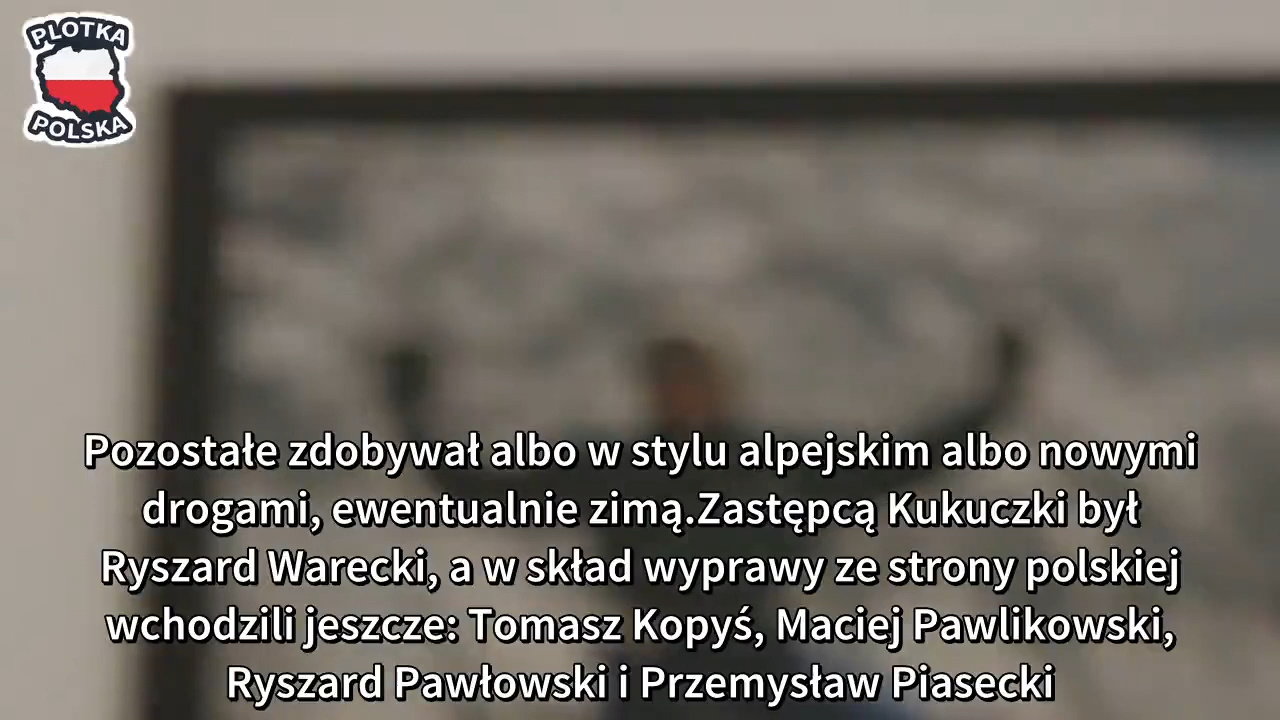 PLOTKA
POLSKA
Pozostałe zdobywał albo w stylu alpejskim albo nowymi
drogami, ewentualnie zimą.Zastępcą Kukuczki był
Ryszard Warecki, a w skład wyprawy ze strony polskiej
wchodzili jeszcze: Tomasz Kopyś, Maciej Pawlikowski,
Ryszard Pawłowski i Przemysław Piasecki